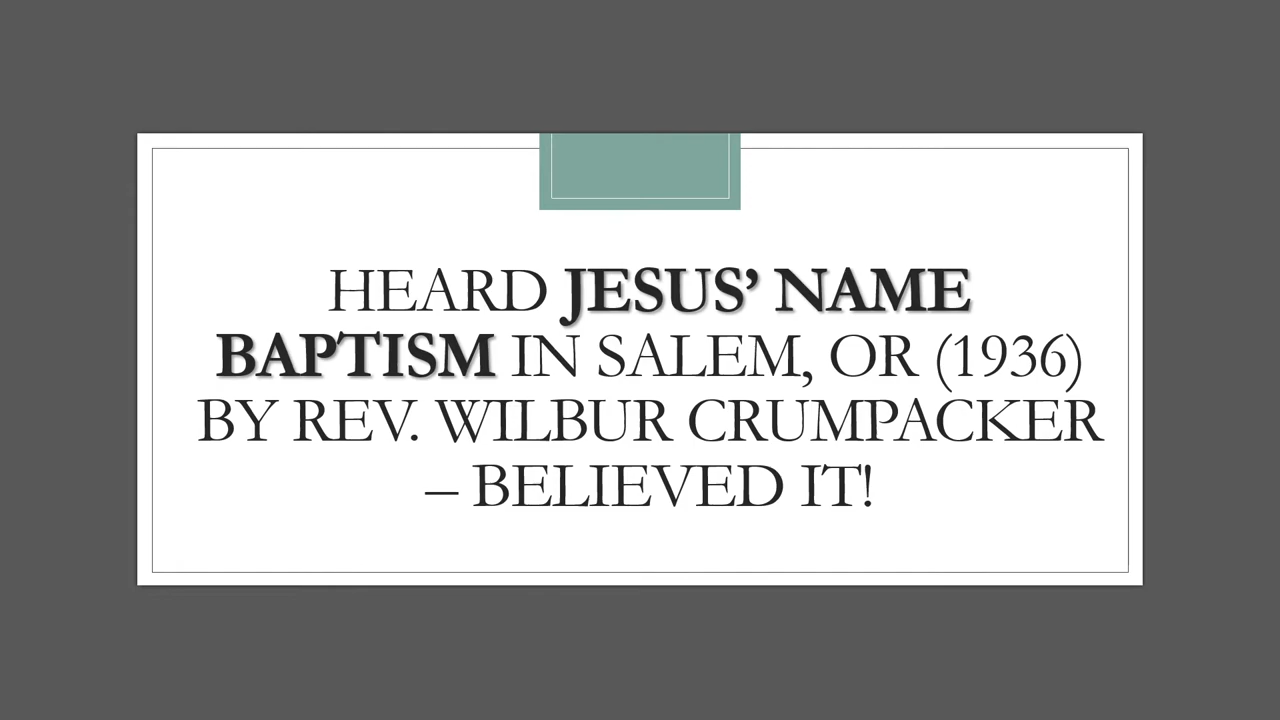 HEARD JESUS’ NAME
BAPTISM IN SALEM, OR (1936)
BY REV. WILBUR CRUMPACKER
– BELIEVED IT!